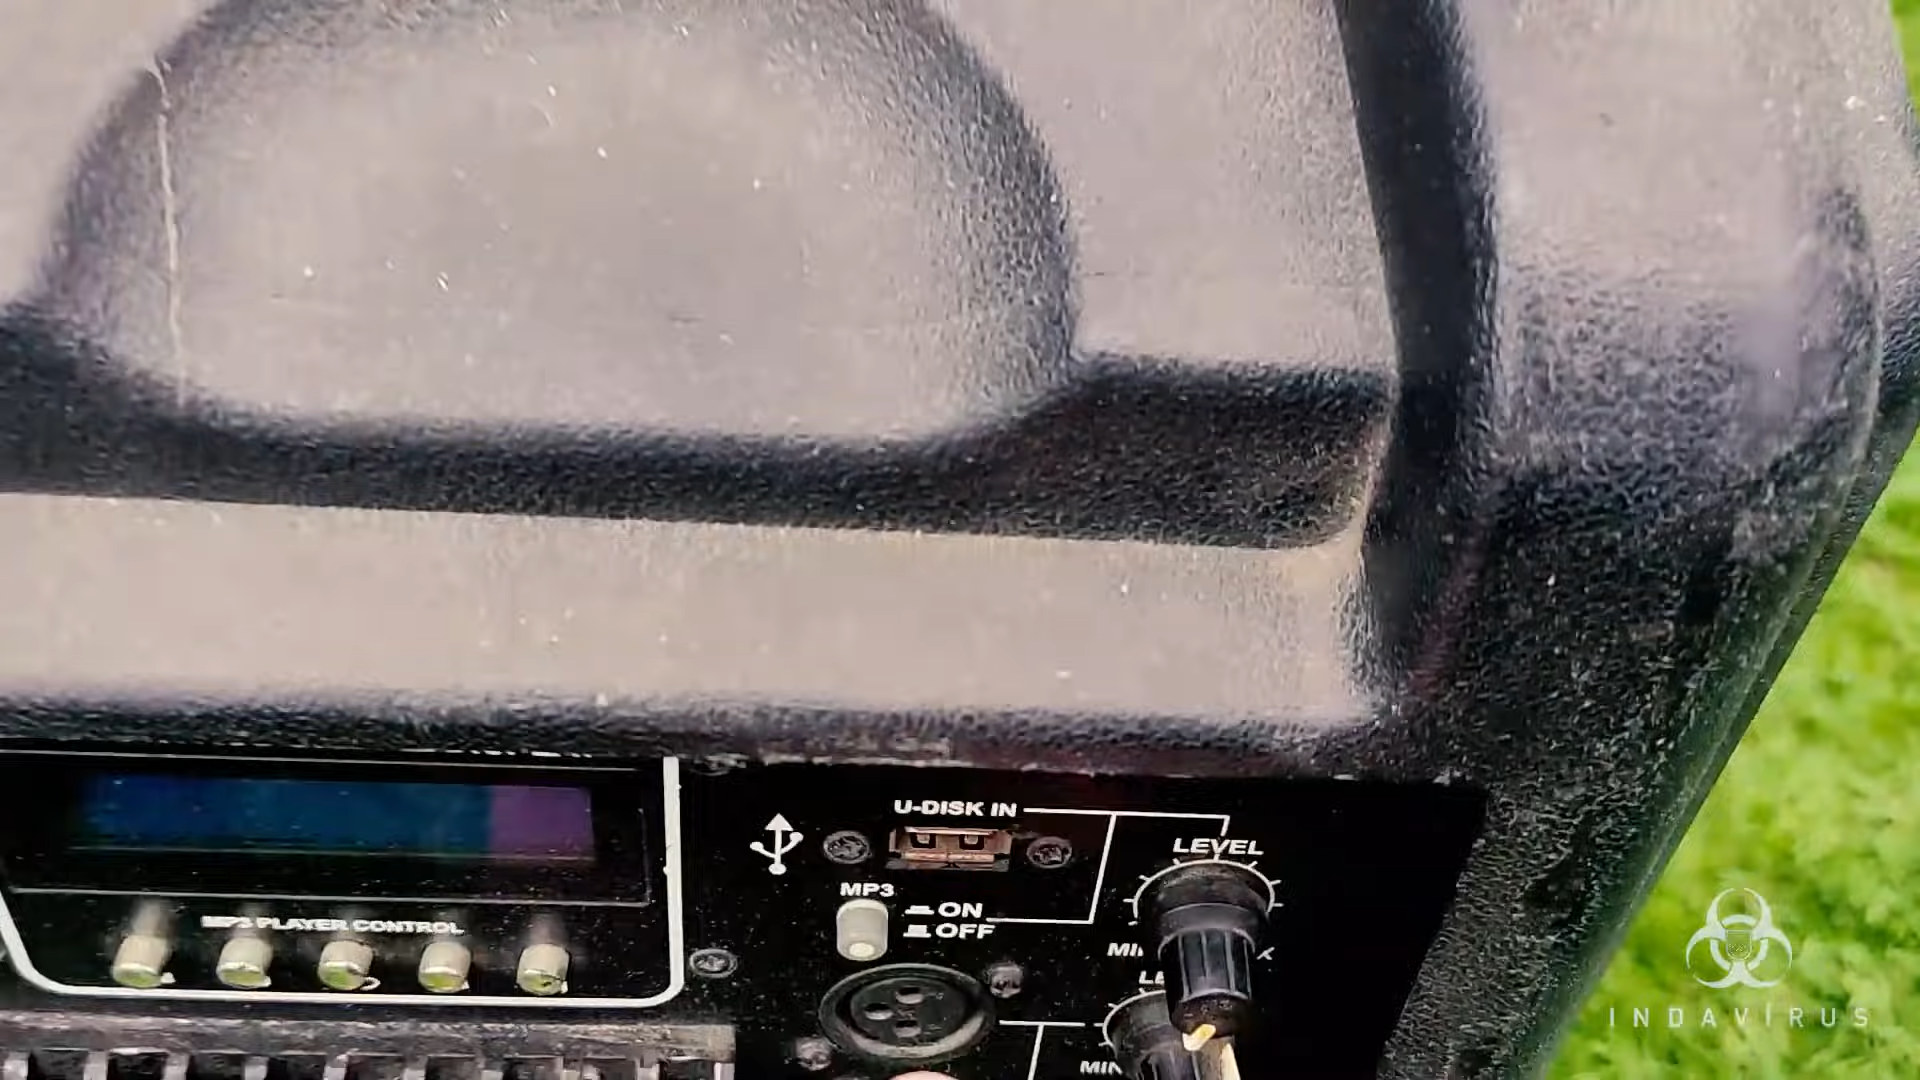 U-DISK IN
LEVEL
MP3
ON
OFF
MP3 PLAYER CONTROL
INDAVIRUS